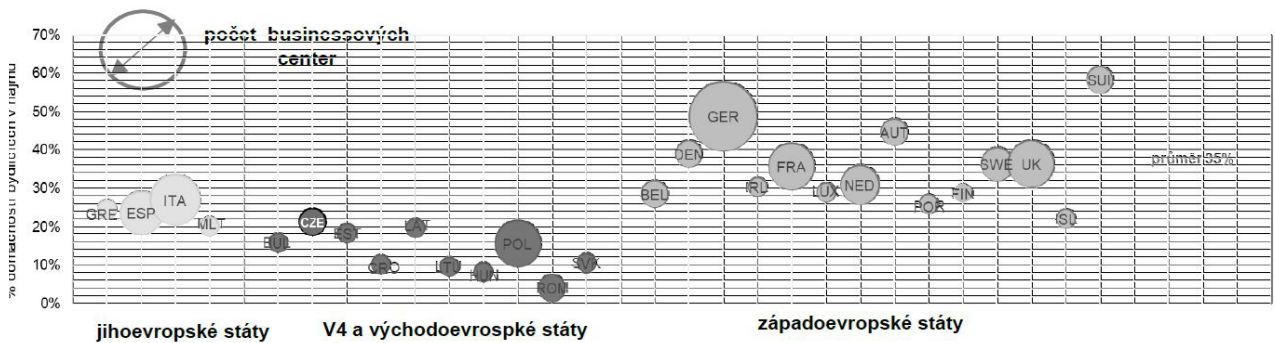 70%
60%
50%
40%
30%
20%
10%
0%
počet businessových
center
GRE
ESP
ITA
MLT
BUL
CZE
EST
CRO
LAT
LTU
HUN
POL
ROM
SVK
BEL
DEN
GER
IRL
FRA
LUX
NED
AUT
POR
FIN
SWE
UK
ISL
SUI
průměr 35%
jihoevropské státy
V4 a východoevrospké státy
západoevropské státy